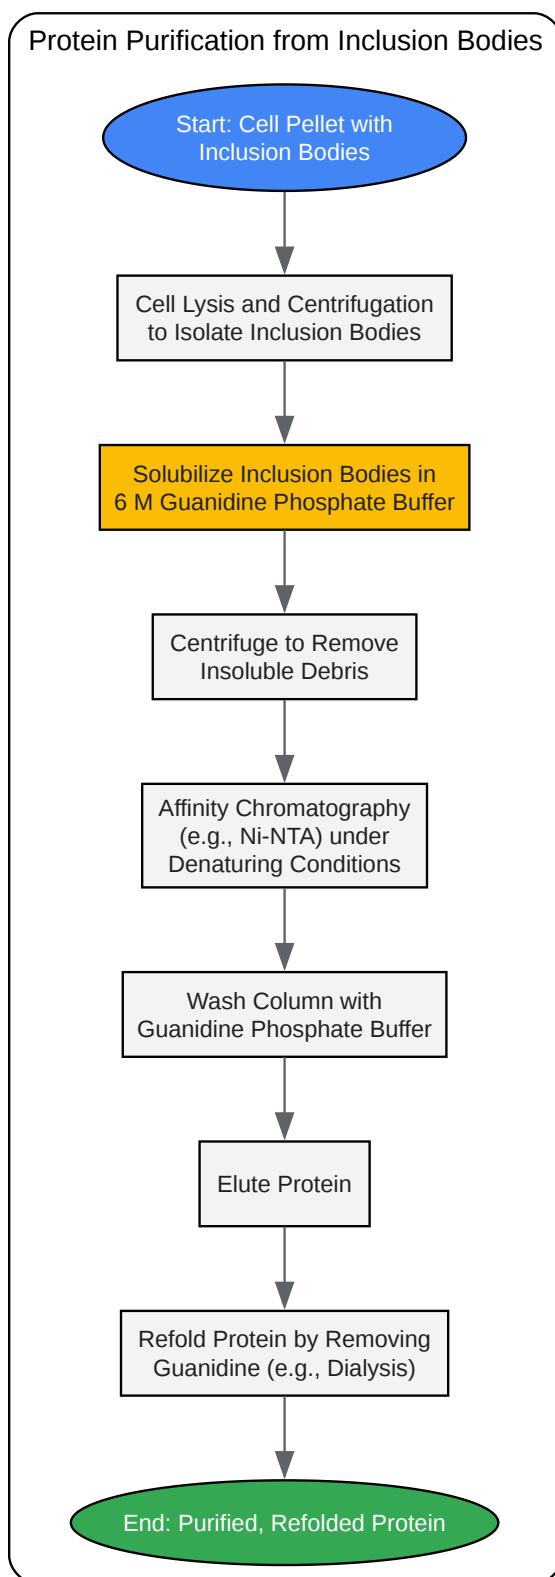 Protein Purification from Inclusion Bodies
Start: Cell Pellet with
Inclusion Bodies
Cell Lysis and Centrifugation
to Isolate Inclusion Bodies
Solubilize Inclusion Bodies in
6 M Guanidine Phosphate Buffer
Centrifuge to Remove
Insoluble Debris
Affinity Chromatography
(e.g., Ni-NTA) under
Denaturing Conditions
Wash Column with
Guanidine Phosphate Buffer
Elute Protein
Refold Protein by Removing
Guanidine (e.g., Dialysis)
End: Purified, Refolded Protein